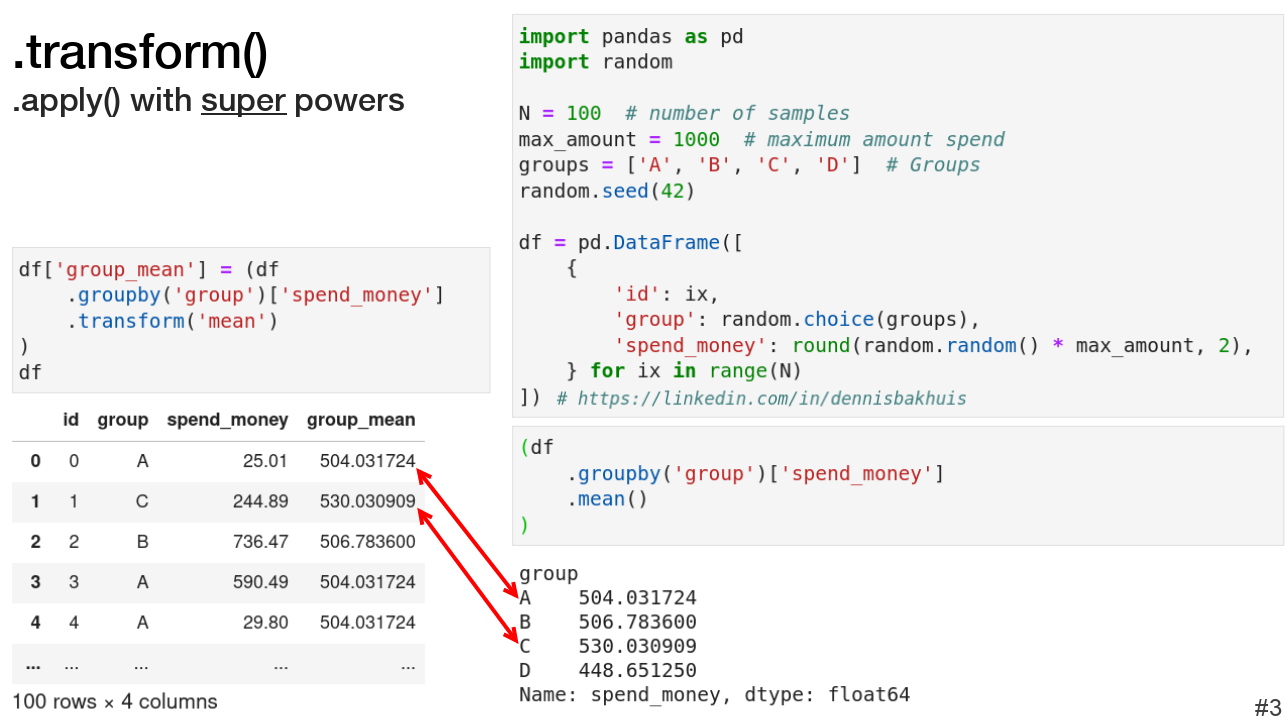 .transform()
.apply() with super powers
df['group_mean'] = (df
    .groupby('group')['spend_money']
    .transform('mean')
)
df
id group spend_money group_mean
0 0 A 25.01 504.031724
1 1 C 244.89 530.030909
2 2 B 736.47 506.783600
3 3 A 590.49 504.031724
4 4 A 29.80 504.031724
... ... ... ... ...
100 rows × 4 columns
import pandas as pd
import random
N = 100  # number of samples
max_amount = 1000  # maximum amount spend
groups = ['A', 'B', 'C', 'D']  # Groups
random.seed(42)
df = pd.DataFrame([
    {
        'id': ix,
        'group': random.choice(groups),
        'spend_money': round(random.random() * max_amount, 2),
    } for ix in range(N)
]) # https://linkedin.com/in/dennisbakhuis
(df
    .groupby('group')['spend_money']
    .mean()
)
group
A    504.031724
B    506.783600
C    530.030909
D    448.651250
Name: spend_money, dtype: float64
#3